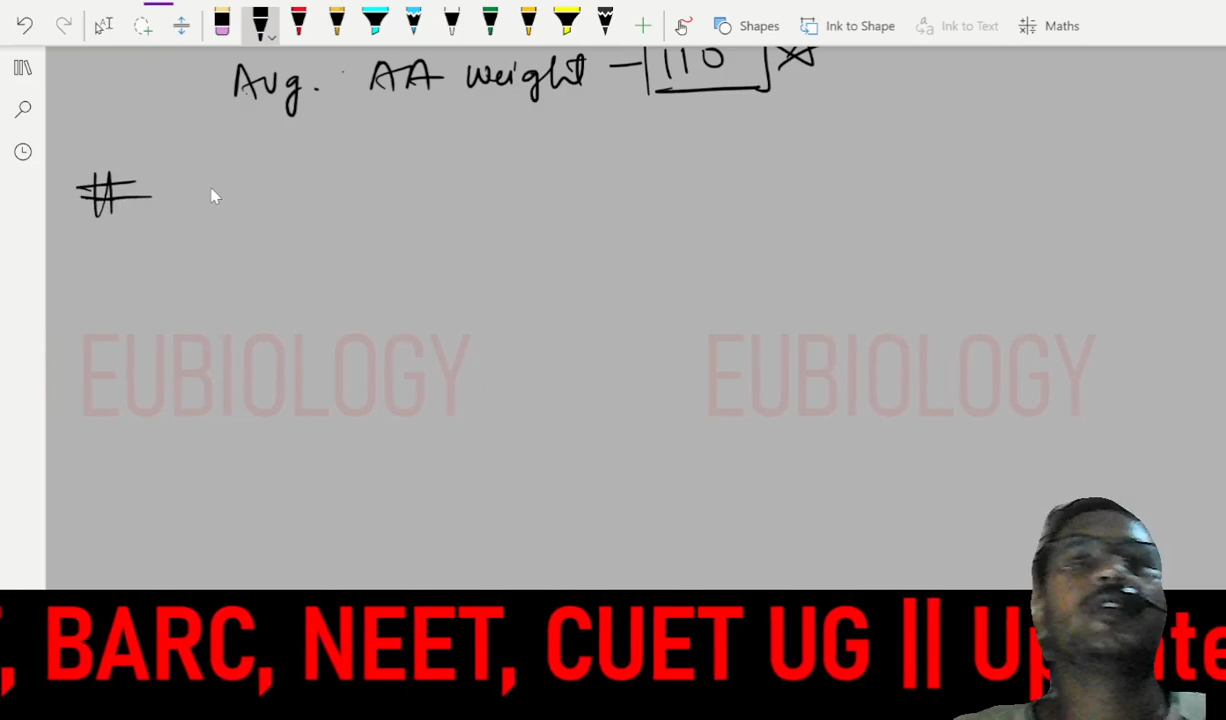 Shapes Ink to Shape Ink to Text Maths
Avg. AA weight - 110
#
EUBIOLOGY EUBIOLOGY
, BARC, NEET, CUET UG || Up te